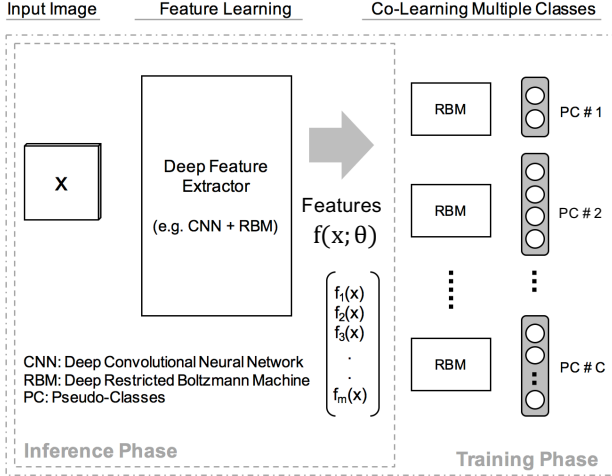 Input Image
Feature Learning
Co-Learning Multiple Classes
X
Deep Feature
Extractor
(e.g. CNN + RBM)
Features
f(x; θ)
f1(x)
f2(x)
f3(x)
.
.
fm(x)
RBM
PC # 1
RBM
PC # 2
RBM
PC # C
CNN: Deep Convolutional Neural Network
RBM: Deep Restricted Boltzmann Machine
PC: Pseudo-Classes
Inference Phase
Training Phase